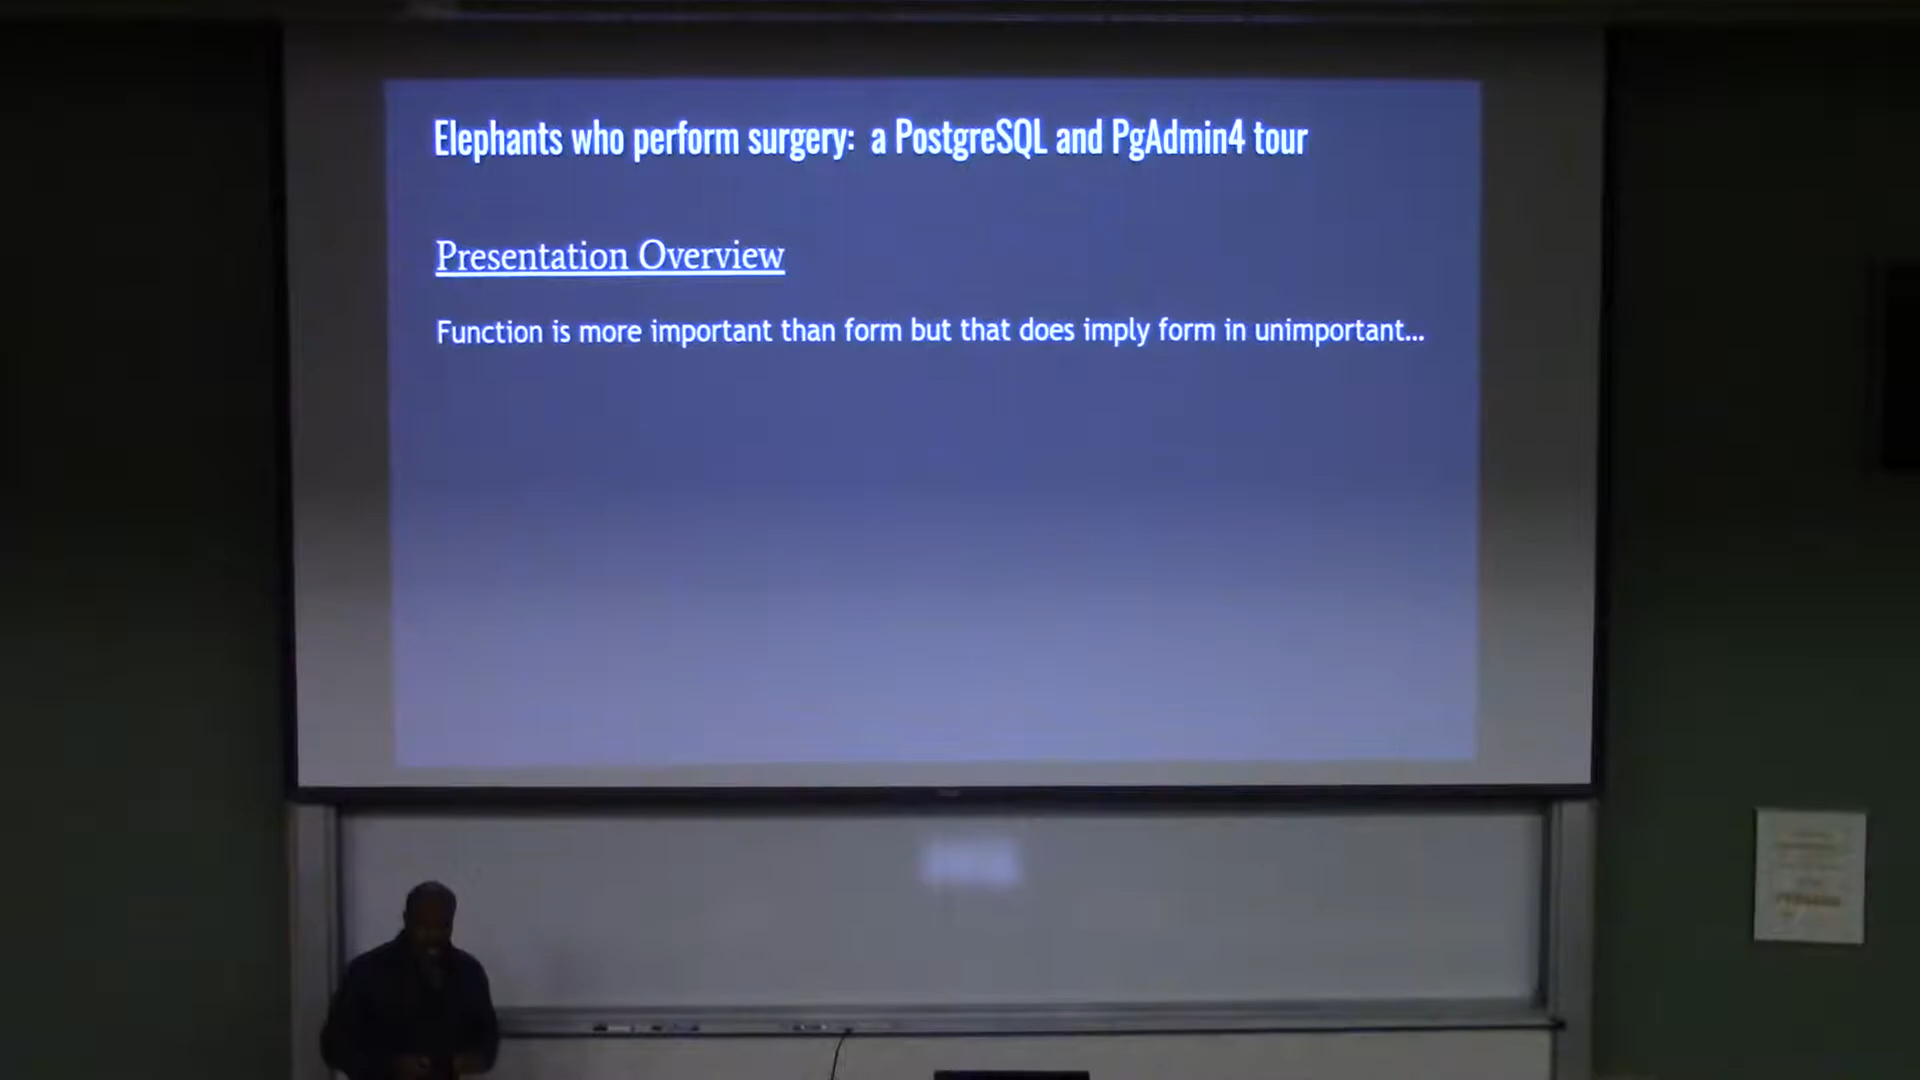 Elephants who perform surgery: a PostgreSQL and PgAdmin4 tour
Presentation Overview
Function is more important than form but that does imply form in unimportant...